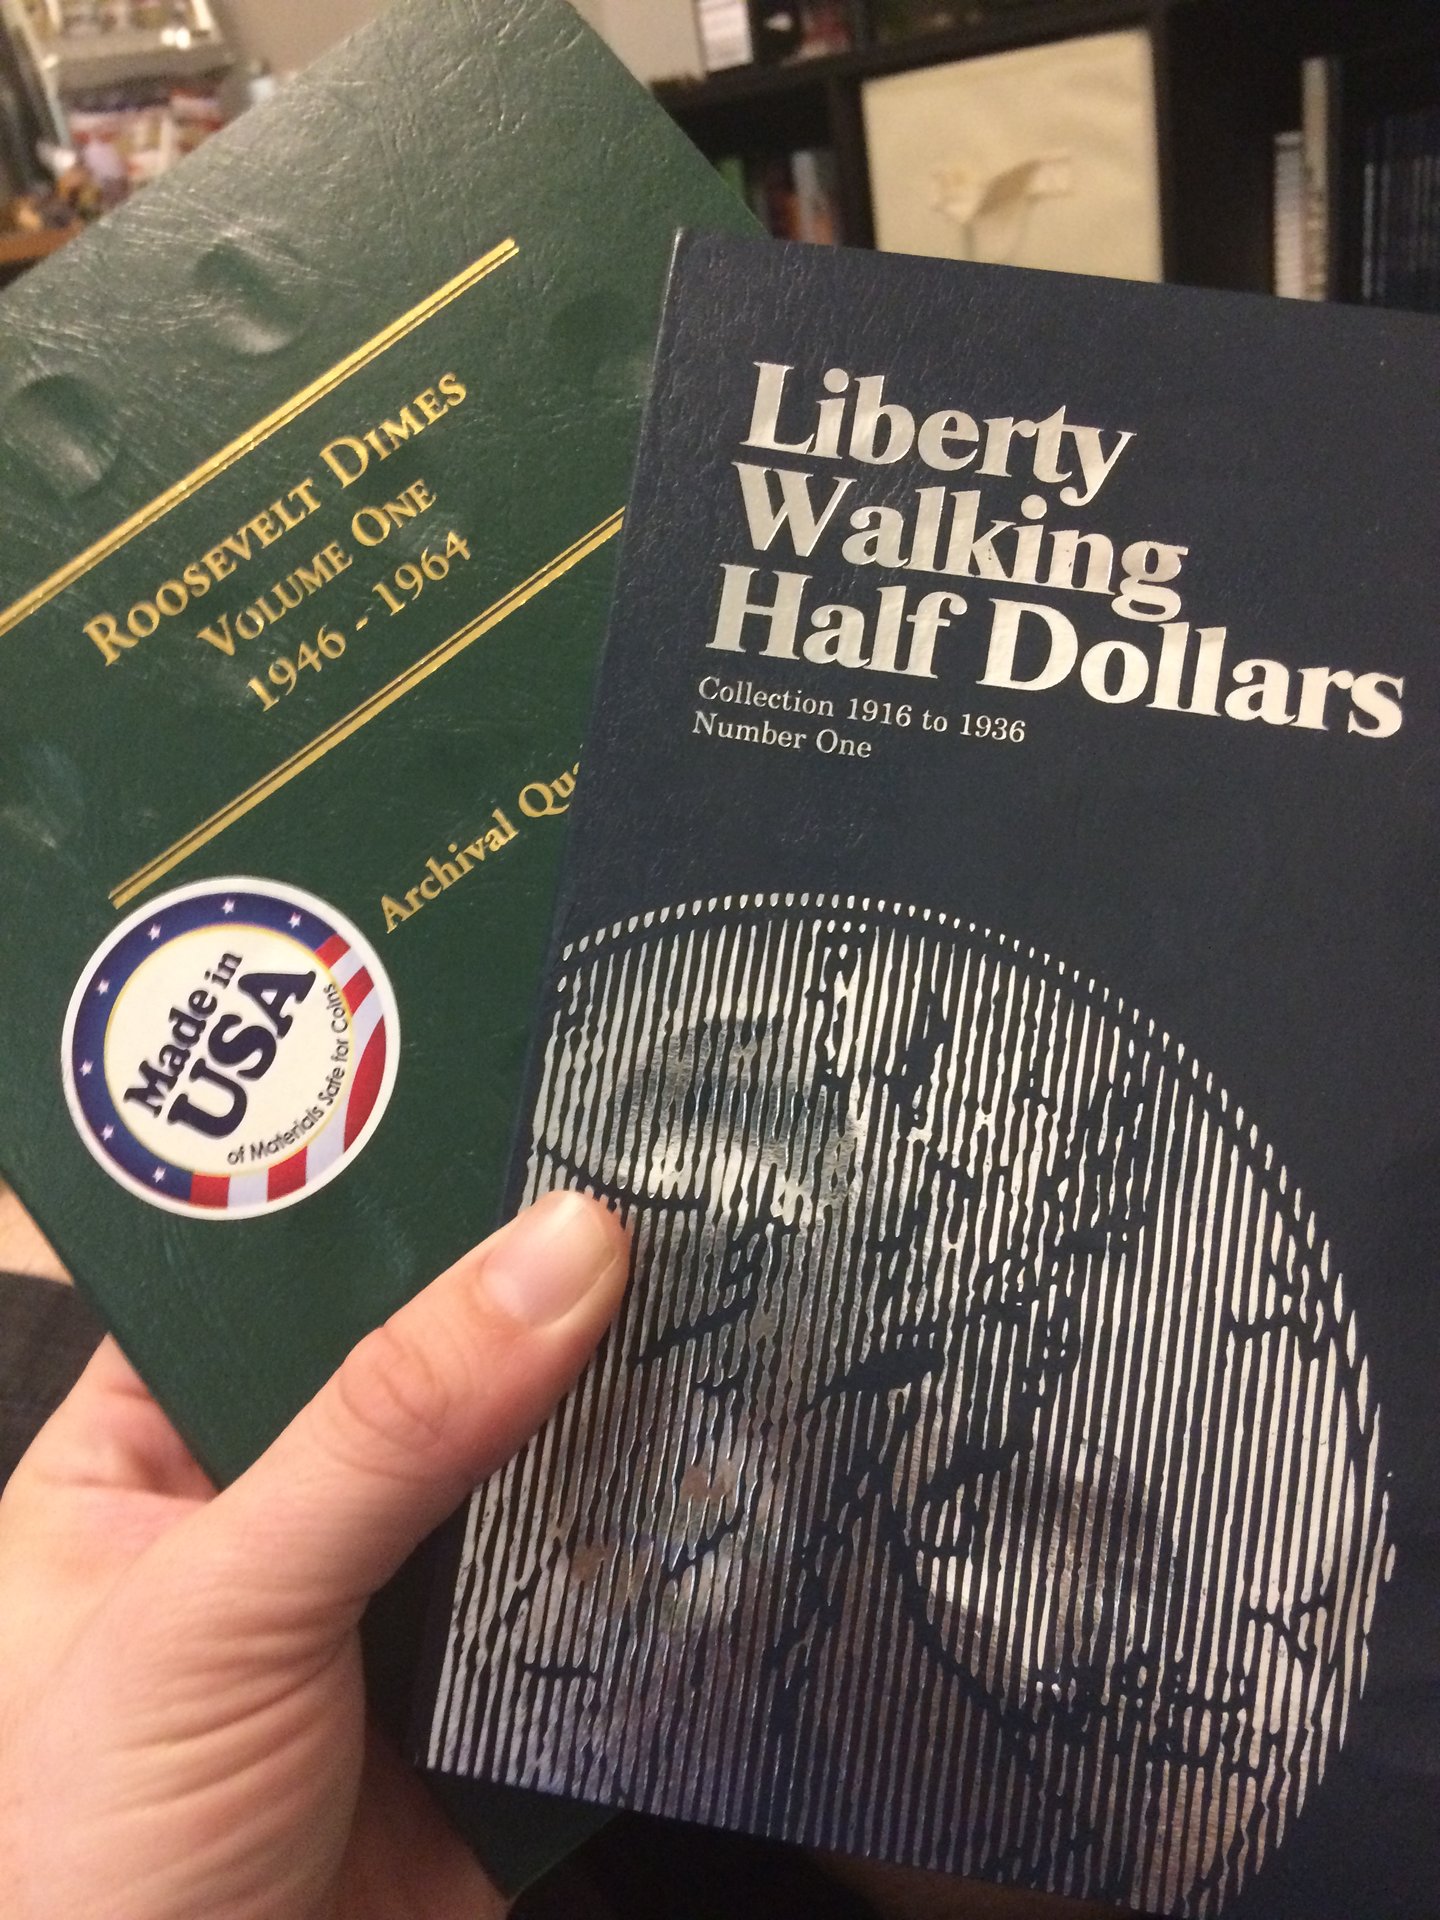 ROOSEVELT DIMES
VOLUME ONE
1946 - 1964
Archival
Made in
USA
of Materials Safe for Coins
Liberty
Walking
Half Dollars
Collection 1916 to 1936
Number One